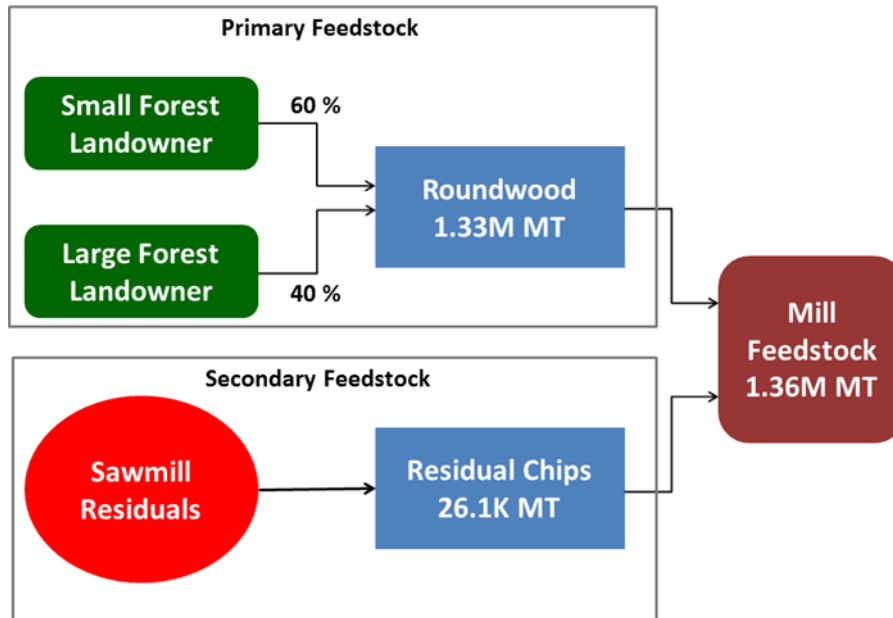 Primary Feedstock
Small Forest
Landowner
60 %
Roundwood
1.33M MT
Large Forest
Landowner
40 %
Mill
Feedstock
1.36M MT
Secondary Feedstock
Sawmill
Residuals
Residual Chips
26.1K MT